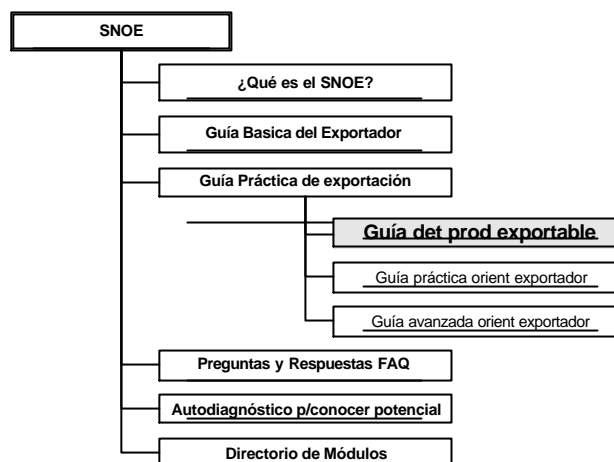 SNOE
¿Qué es el SNOE?
Guía Basica del Exportador
Guía Práctica de exportación
Guía det prod exportable
Guía práctica orient exportador
Guía avanzada orient exportador
Preguntas y Respuestas FAQ
Autodiagnóstico p/conocer potencial
Directorio de Módulos